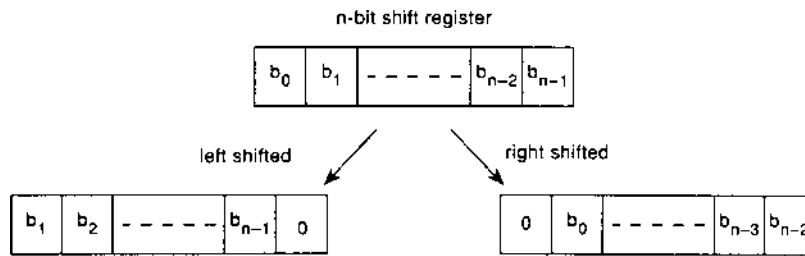 n-bit shift register
b0 b1 ----- bn-2 bn-1
left shifted right shifted
b1 b2 ----- bn-1 0 0 b0 ----- bn-3 bn-2